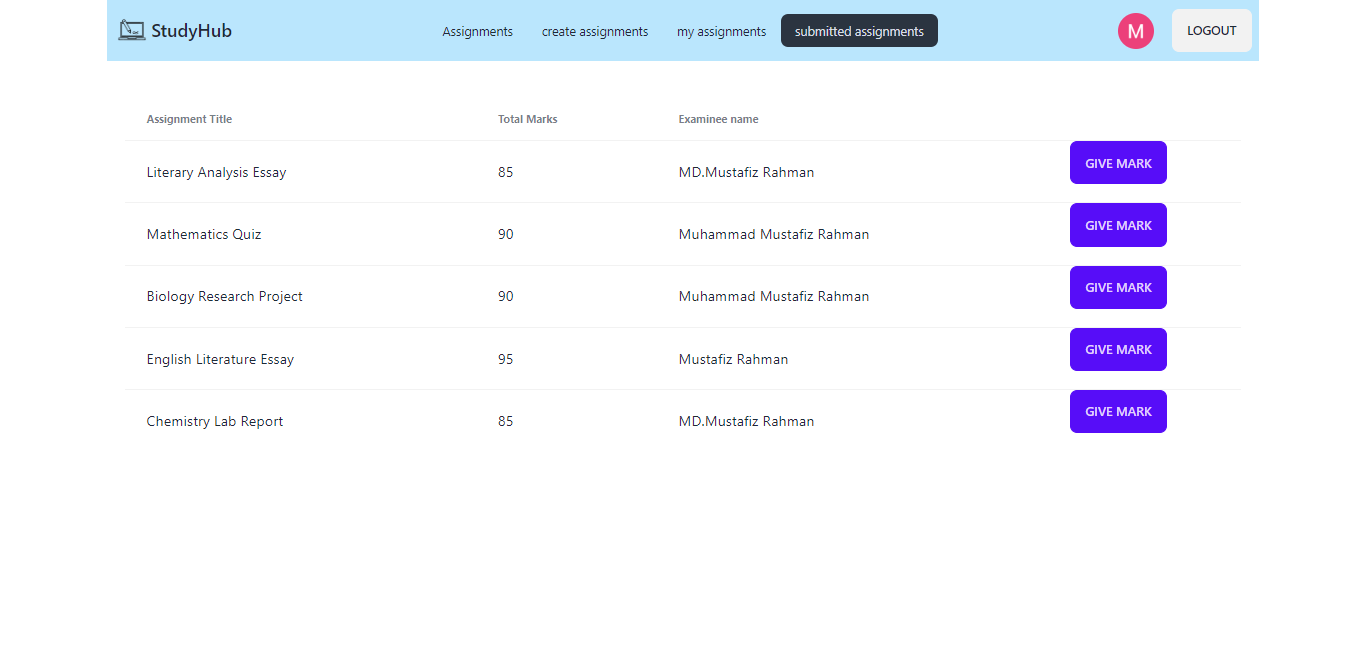 StudyHub Assignments create assignments my assignments submitted assignments M LOGOUT
Assignment Title Total Marks Examinee name
Literary Analysis Essay 85 MD.Mustafiz Rahman GIVE MARK
Mathematics Quiz 90 Muhammad Mustafiz Rahman GIVE MARK
Biology Research Project 90 Muhammad Mustafiz Rahman GIVE MARK
English Literature Essay 95 Mustafiz Rahman GIVE MARK
Chemistry Lab Report 85 MD.Mustafiz Rahman GIVE MARK